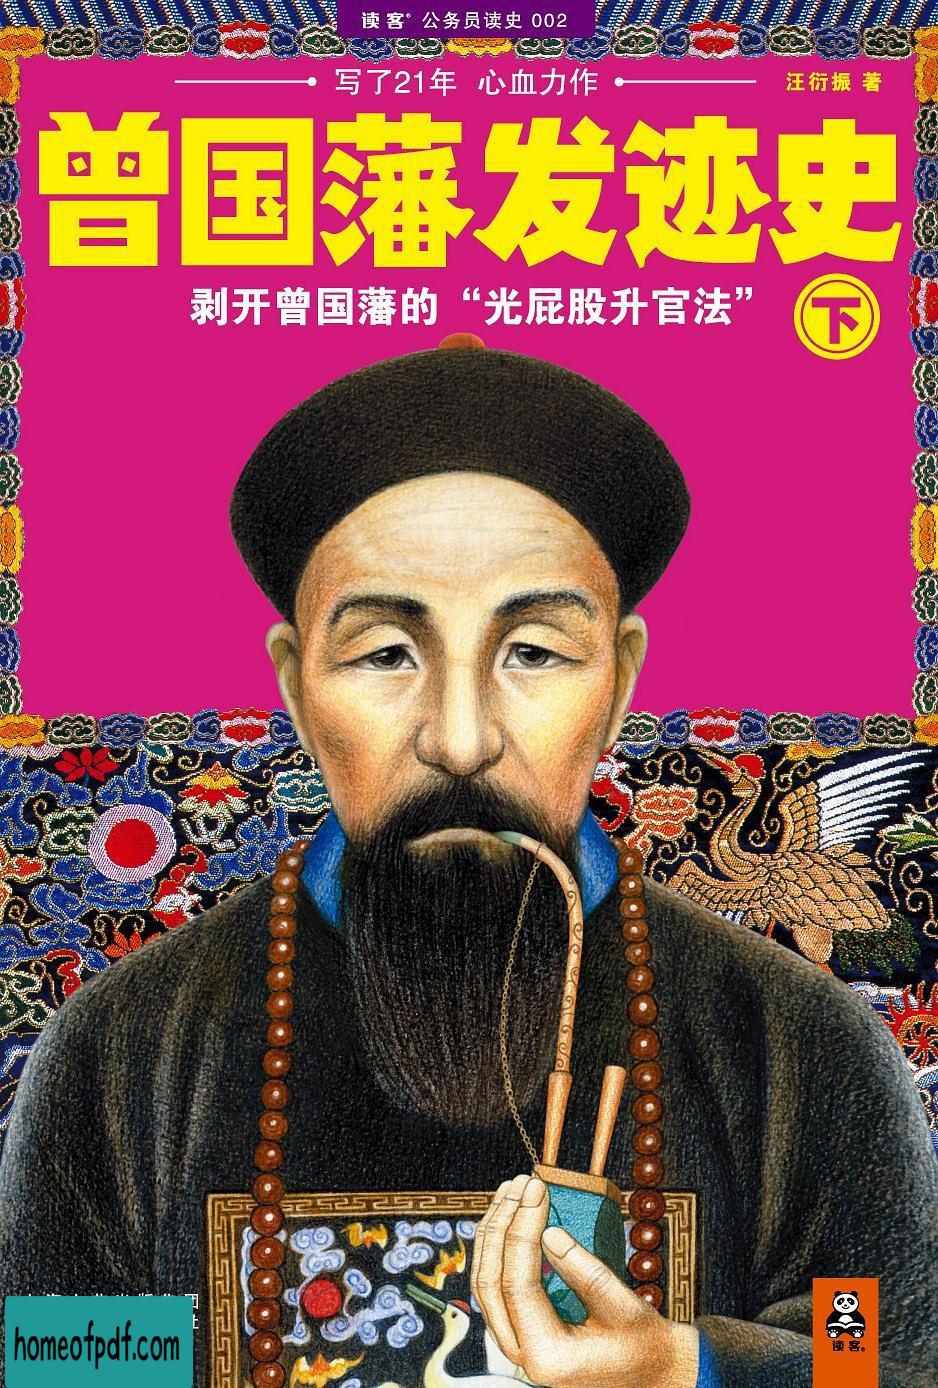 读客® 公务员读史 002
写了21年 心血力作
汪衍振 著
曾国藩发迹史
剥开曾国藩的“光屁股升官法”
下
homeofpdf.com
读客®